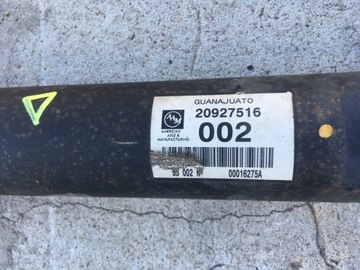 GUANAJUATO
20927516
AMERICAN
AXLE &
MANUFACTURING
002
002 N 00016275A